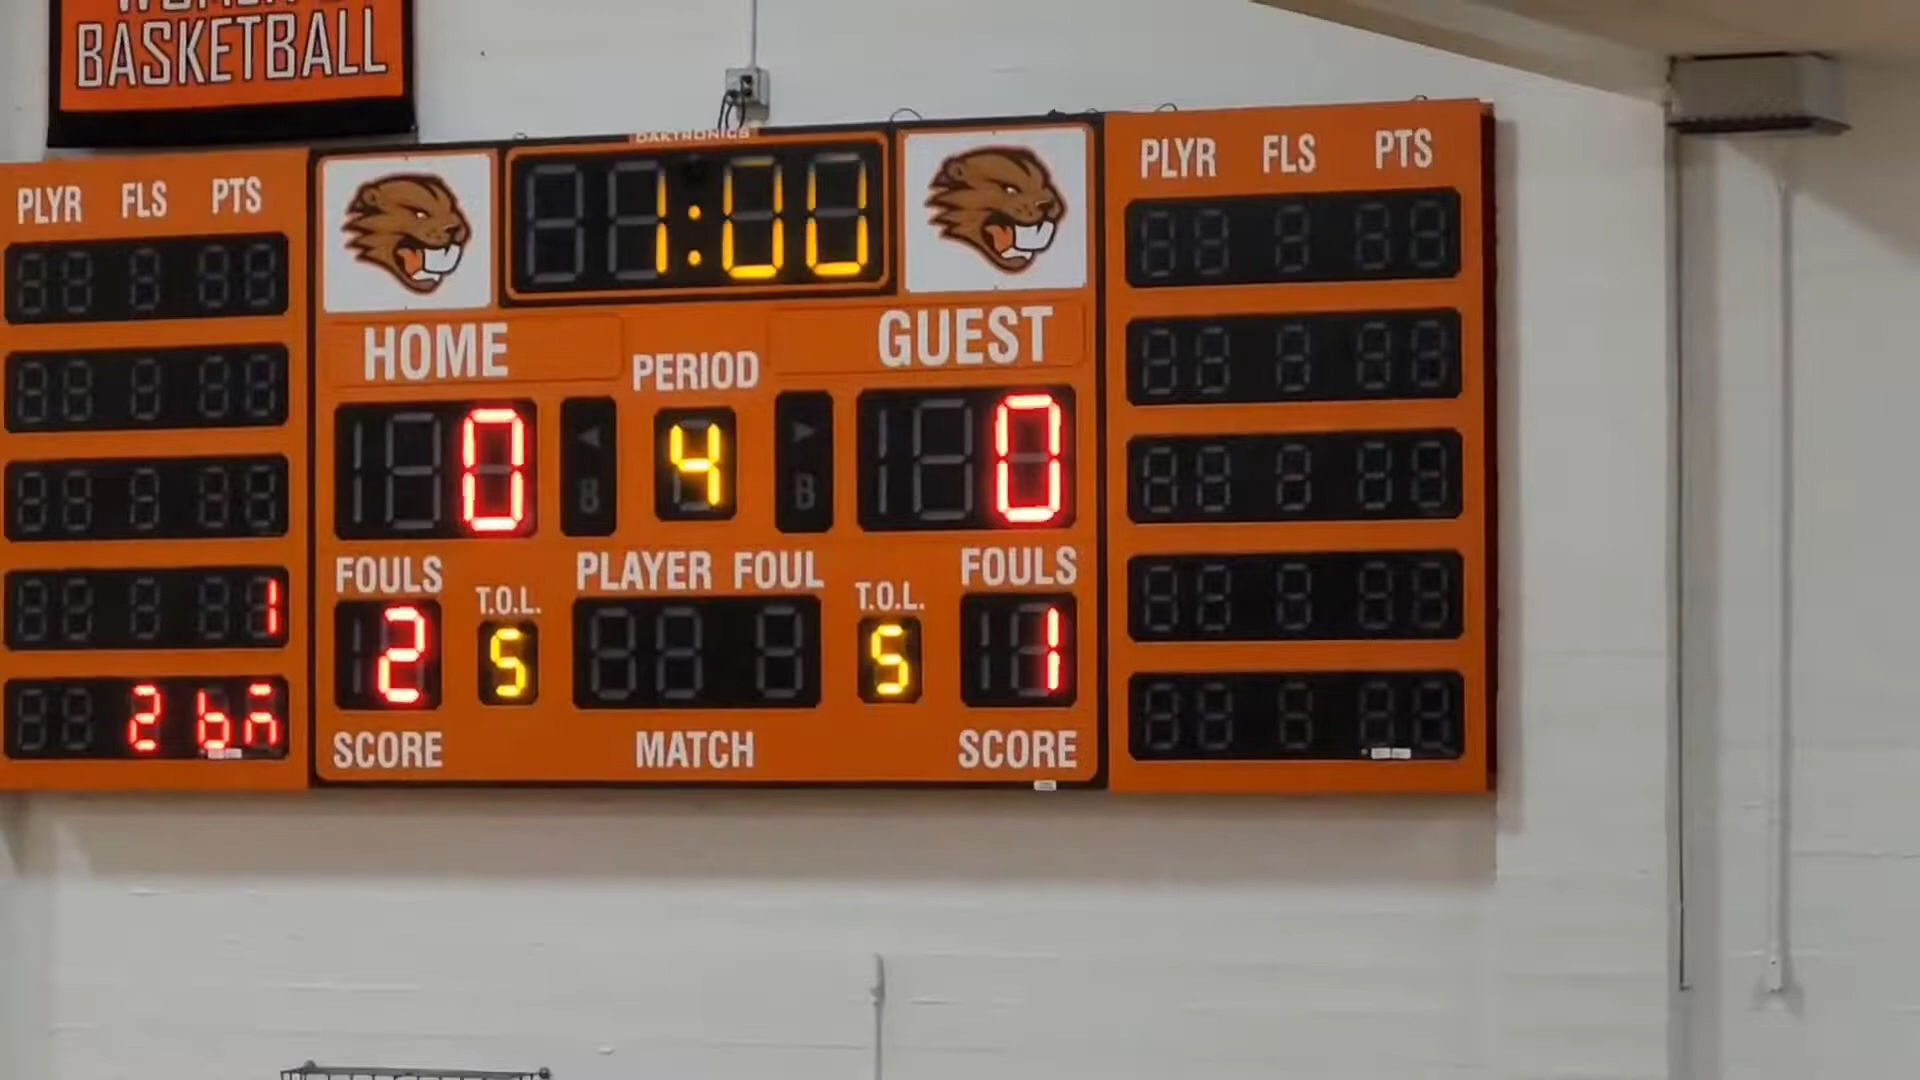 BASKETBALL
DAKTRONICS
PLYR FLS PTS
1:00
PLYR FLS PTS
HOME
PERIOD
GUEST
0
4
0
FOULS
T.O.L.
PLAYER FOUL
T.O.L.
FOULS
1
2
5
5
1
2
SCORE
MATCH
SCORE